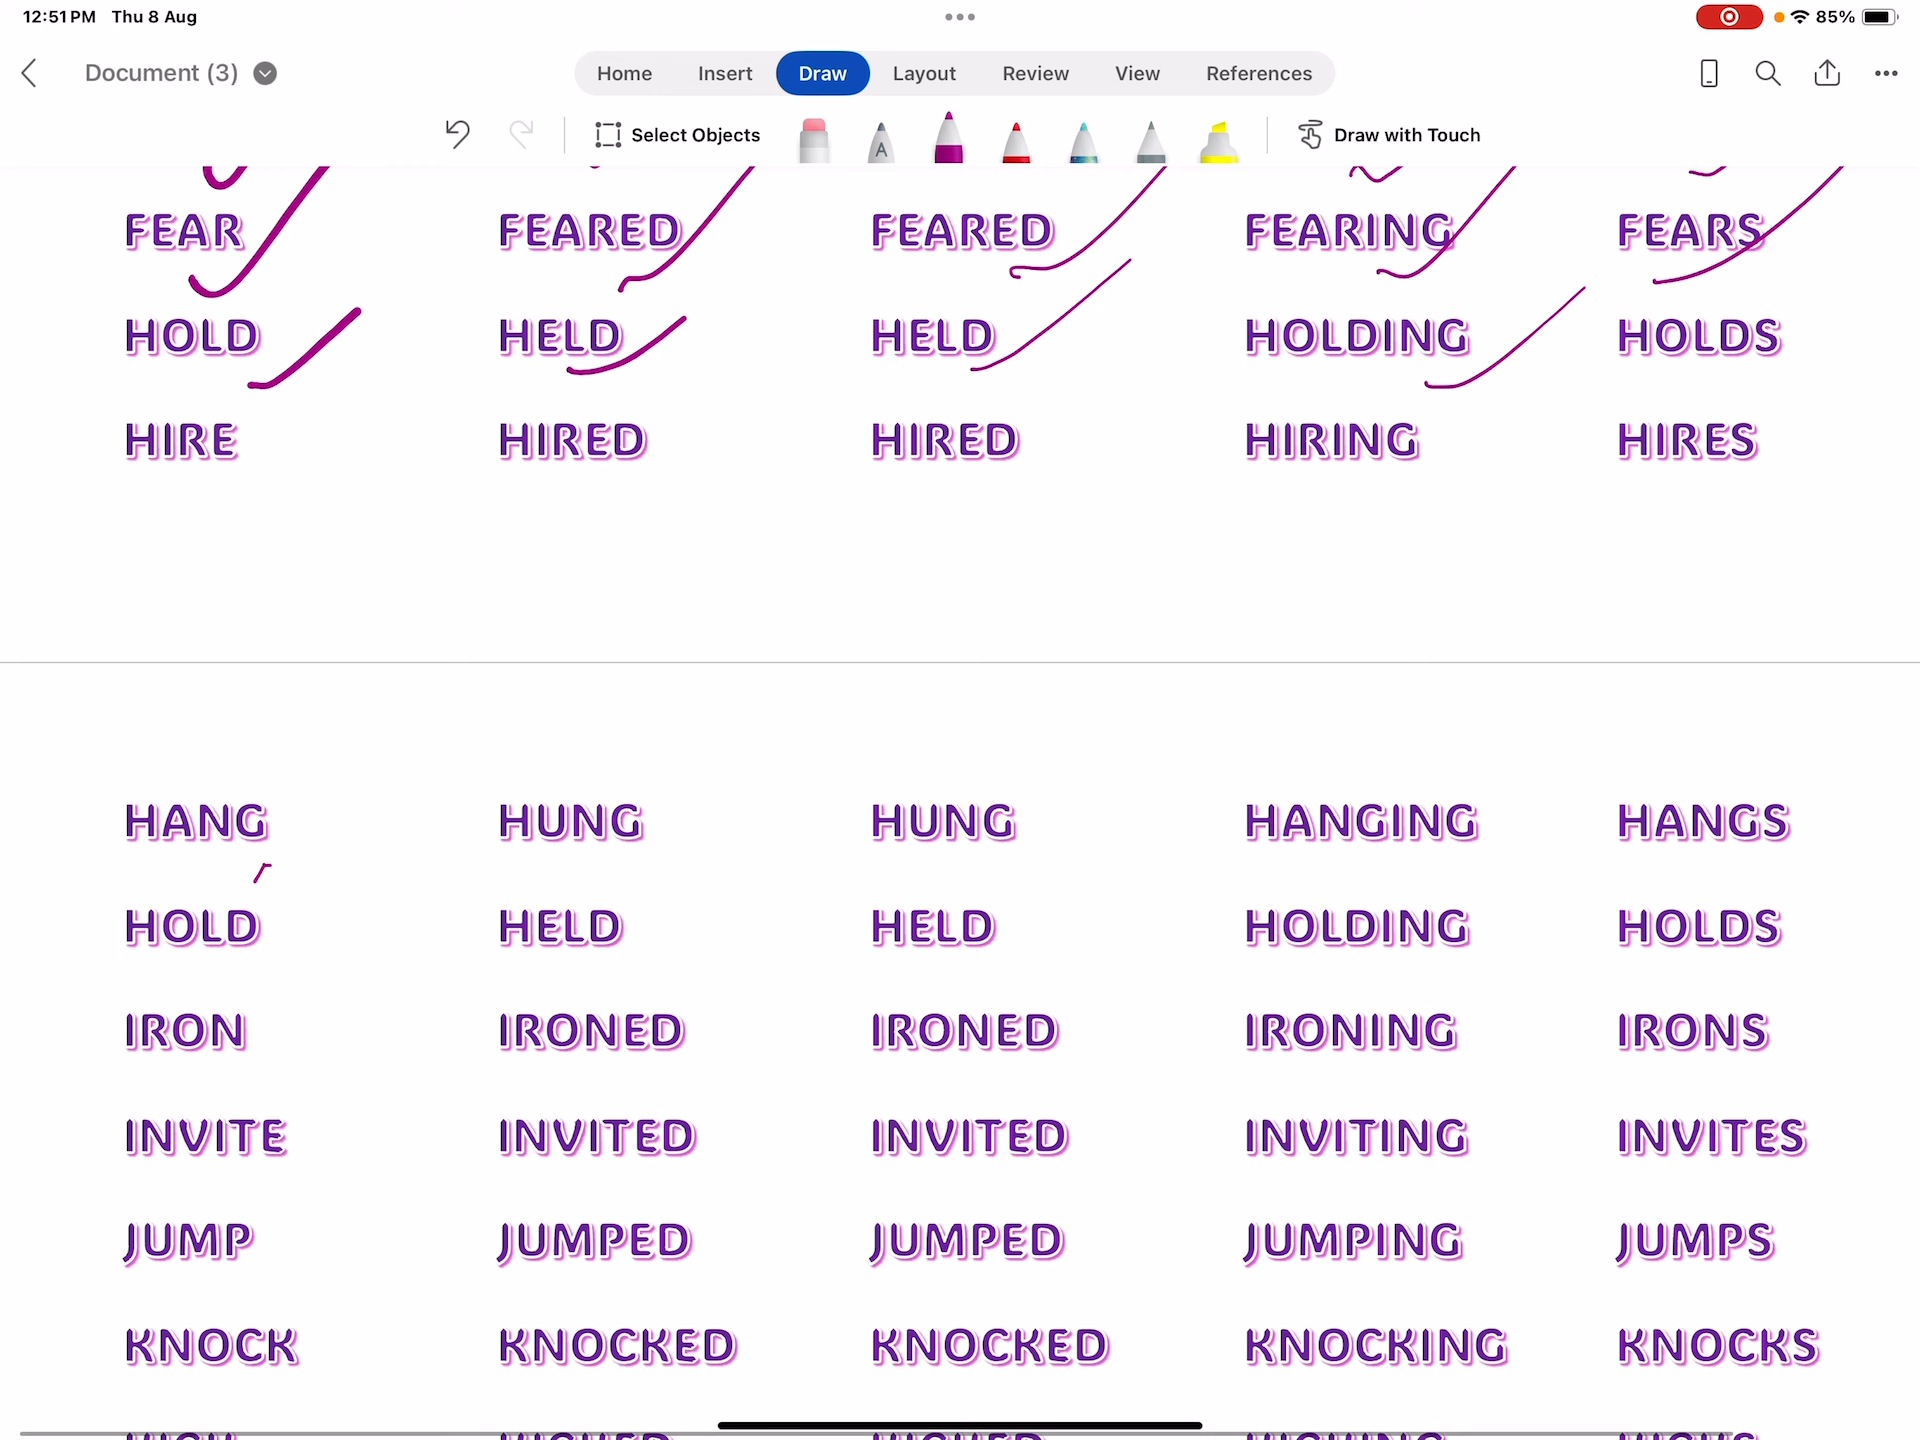 12:51 PM Thu 8 Aug 85%
Document (3) Home Insert Draw Layout Review View References
Select Objects A Draw with Touch
FEAR FEARED FEARED FEARING FEARS
HOLD HELD HELD HOLDING HOLDS
HIRE HIRED HIRED HIRING HIRES
HANG HUNG HUNG HANGING HANGS
HOLD HELD HELD HOLDING HOLDS
IRON IRONED IRONED IRONING IRONS
INVITE INVITED INVITED INVITING INVITES
JUMP JUMPED JUMPED JUMPING JUMPS
KNOCK KNOCKED KNOCKED KNOCKING KNOCKS